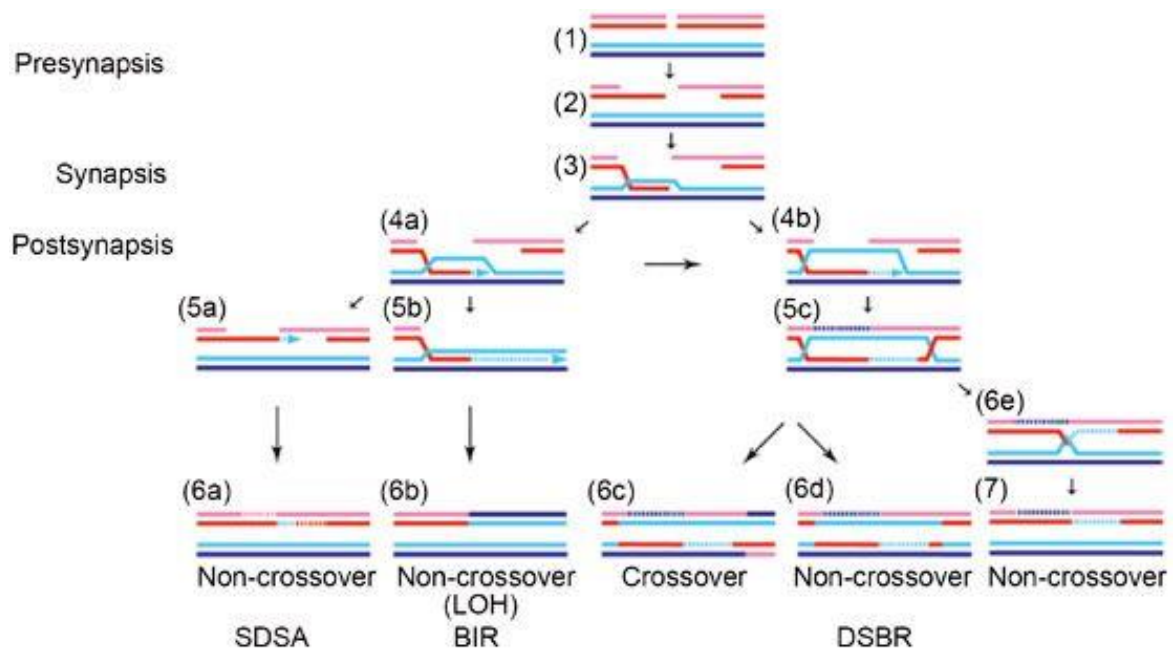 (1)
Presynapsis
(2)
(3)
Synapsis
(4a) (4b)
Postsynapsis
(5a) (5b) (5c)
(6e)
(6a) (6b) (6c) (6d) (7)
Non-crossover Non-crossover Crossover Non-crossover Non-crossover
(LOH)
SDSA BIR DSBR